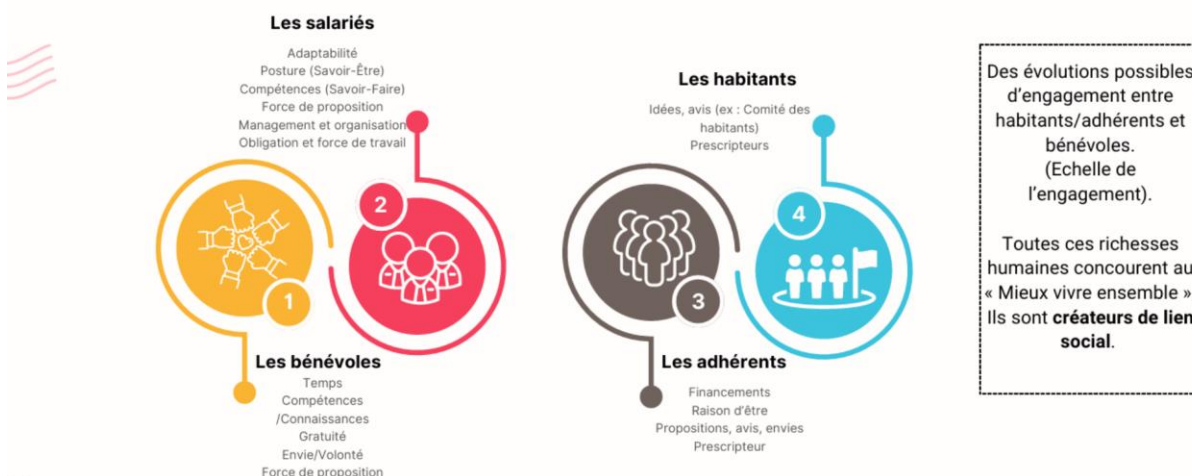 Les salariés
Adaptabilité
Posture (Savoir-Être)
Compétences (Savoir-Faire)
Force de proposition
Management et organisation
Obligation et force de travail
2
1
Les bénévoles
Temps
Compétences
/Connaissances
Gratuité
Envie/Volonté
Force de proposition
Les habitants
Idées, avis (ex : Comité des
habitants)
Prescripteurs
4
3
Les adhérents
Financements
Raison d'être
Propositions, avis, envies
Prescripteur
Des évolutions possibles
d'engagement entre
habitants/adhérents et
bénévoles.
(Echelle de
l'engagement).
Toutes ces richesses
humaines concourent au
« Mieux vivre ensemble »
Ils sont créateurs de lien
social.